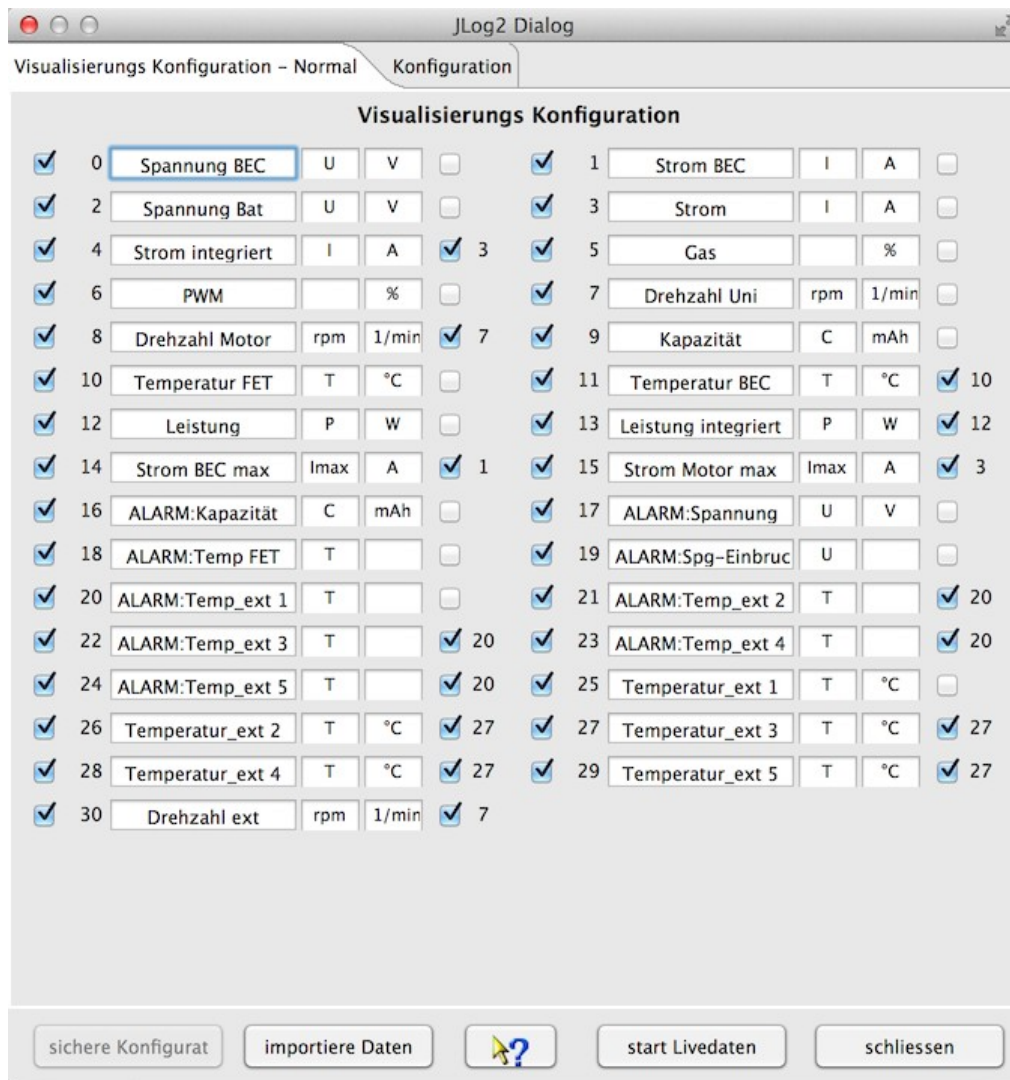 JLog2 Dialog
Visualisierungs Konfiguration – Normal Konfiguration
Visualisierungs Konfiguration
0 Spannung BEC U V 1 Strom BEC I A
2 Spannung Bat U V 3 Strom I A
4 Strom integriert I A 3 5 Gas %
6 PWM % 7 Drehzahl Uni rpm 1/min
8 Drehzahl Motor rpm 1/min 7 9 Kapazität C mAh
10 Temperatur FET T °C 11 Temperatur BEC T °C 10
12 Leistung P W 13 Leistung integriert P W 12
14 Strom BEC max Imax A 1 15 Strom Motor max Imax A 3
16 ALARM:Kapazität C mAh 17 ALARM:Spannung U V
18 ALARM:Temp FET T 19 ALARM:Spg-Einbruc U
20 ALARM:Temp_ext 1 T 21 ALARM:Temp_ext 2 T 20
22 ALARM:Temp_ext 3 T 20 23 ALARM:Temp_ext 4 T 20
24 ALARM:Temp_ext 5 T 20 25 Temperatur_ext 1 T °C
26 Temperatur_ext 2 T °C 27 27 Temperatur_ext 3 T °C 27
28 Temperatur_ext 4 T °C 27 29 Temperatur_ext 5 T °C 27
30 Drehzahl ext rpm 1/min 7
sichere Konfigurat importiere Daten ? start Livedaten schliessen